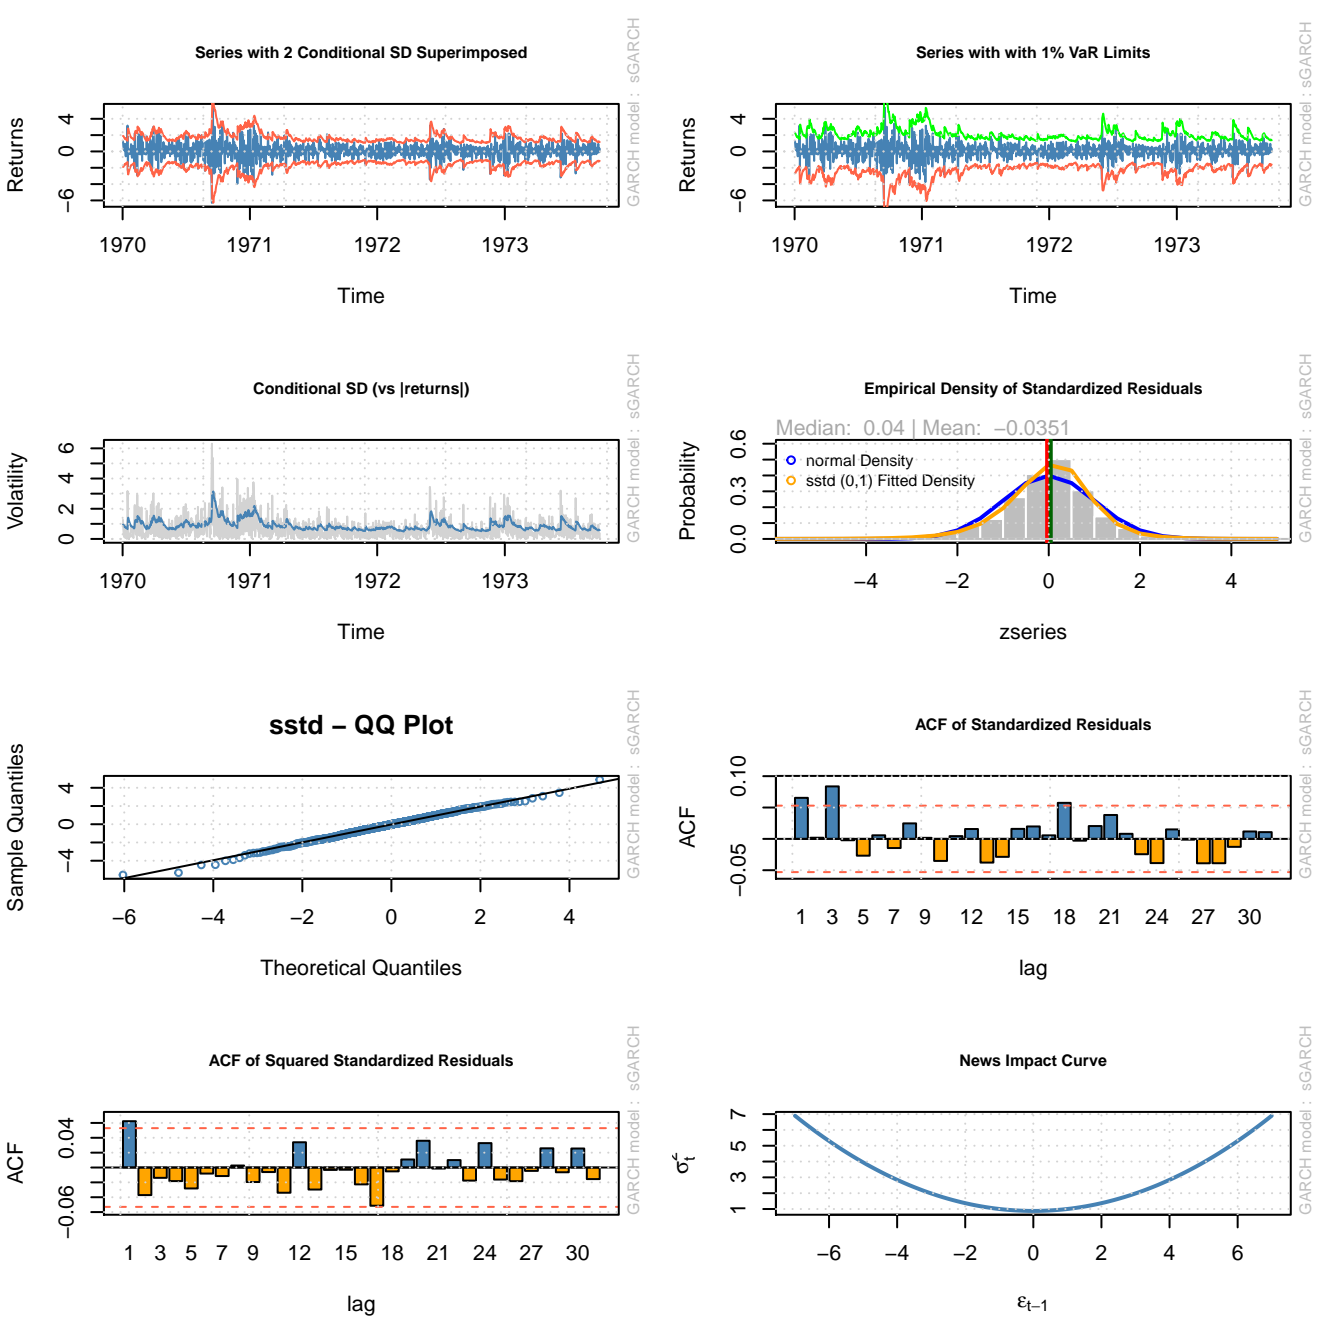 Series with 2 Conditional SD Superimposed
GARCH model : sGARCH
Returns
4
0
−6
1970 1971 1972 1973
Time
Series with with 1% VaR Limits
GARCH model : sGARCH
Returns
4
0
−6
1970 1971 1972 1973
Time
Conditional SD (vs |returns|)
GARCH model : sGARCH
Volatility
6
4
2
0
1970 1971 1972 1973
Time
Empirical Density of Standardized Residuals
GARCH model : sGARCH
Median: 0.04 | Mean: −0.0351
Probability
0.6
0.3
0.0
normal Density
sstd (0,1) Fitted Density
−4 −2 0 2 4
zseries
sstd − QQ Plot
GARCH model : sGARCH
Sample Quantiles
4
0
−4
−6 −4 −2 0 2 4
Theoretical Quantiles
ACF of Standardized Residuals
GARCH model : sGARCH
ACF
0.10
−0.05
1 3 5 7 9 12 15 18 21 24 27 30
lag
ACF of Squared Standardized Residuals
GARCH model : sGARCH
ACF
0.04
−0.06
1 3 5 7 9 12 15 18 21 24 27 30
lag
News Impact Curve
GARCH model : sGARCH
σt2
7
5
3
1
−6 −4 −2 0 2 4 6
εt−1